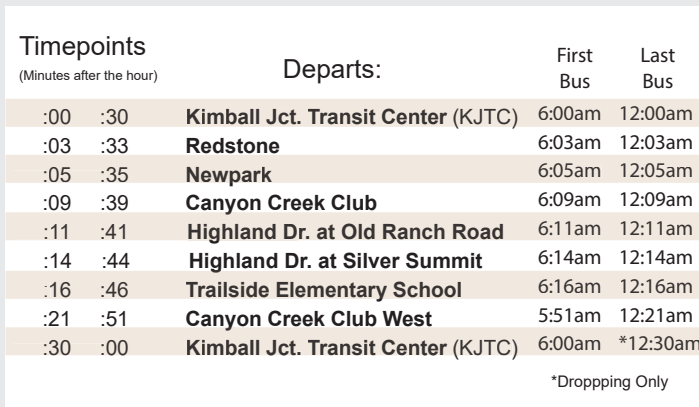 Timepoints
(Minutes after the hour)
Departs:
First Bus
Last Bus
:00 :30 Kimball Jct. Transit Center (KJTC) 6:00am 12:00am
:03 :33 Redstone 6:03am 12:03am
:05 :35 Newpark 6:05am 12:05am
:09 :39 Canyon Creek Club 6:09am 12:09am
:11 :41 Highland Dr. at Old Ranch Road 6:11am 12:11am
:14 :44 Highland Dr. at Silver Summit 6:14am 12:14am
:16 :46 Trailside Elementary School 6:16am 12:16am
:21 :51 Canyon Creek Club West 5:51am 12:21am
:30 :00 Kimball Jct. Transit Center (KJTC) 6:00am *12:30am
*Droppping Only